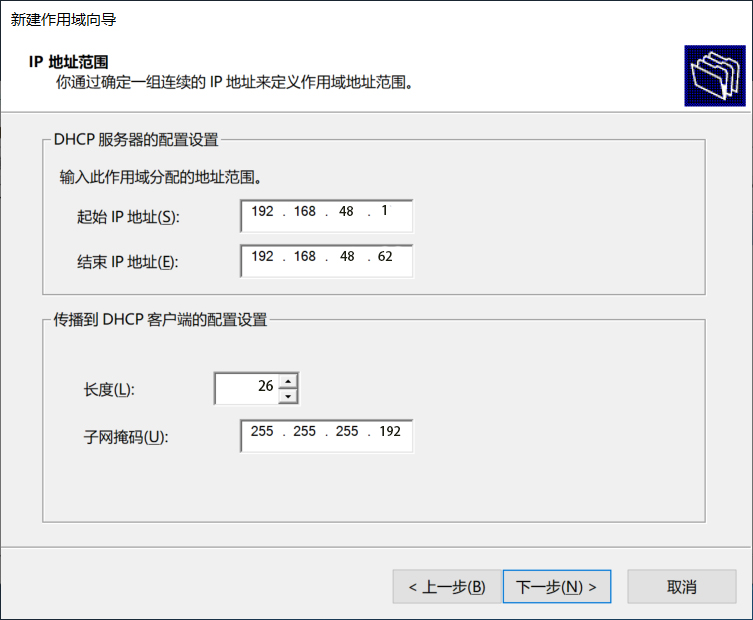 新建作用域向导
IP 地址范围
你通过确定一组连续的 IP 地址来定义作用域地址范围。
DHCP 服务器的配置设置
输入此作用域分配的地址范围。
起始 IP 地址(S): 192 . 168 . 48 . 1
结束 IP 地址(E): 192 . 168 . 48 . 62
传播到 DHCP 客户端的配置设置
长度(L): 26
子网掩码(U): 255 . 255 . 255 . 192
< 上一步(B) 下一步(N) > 取消